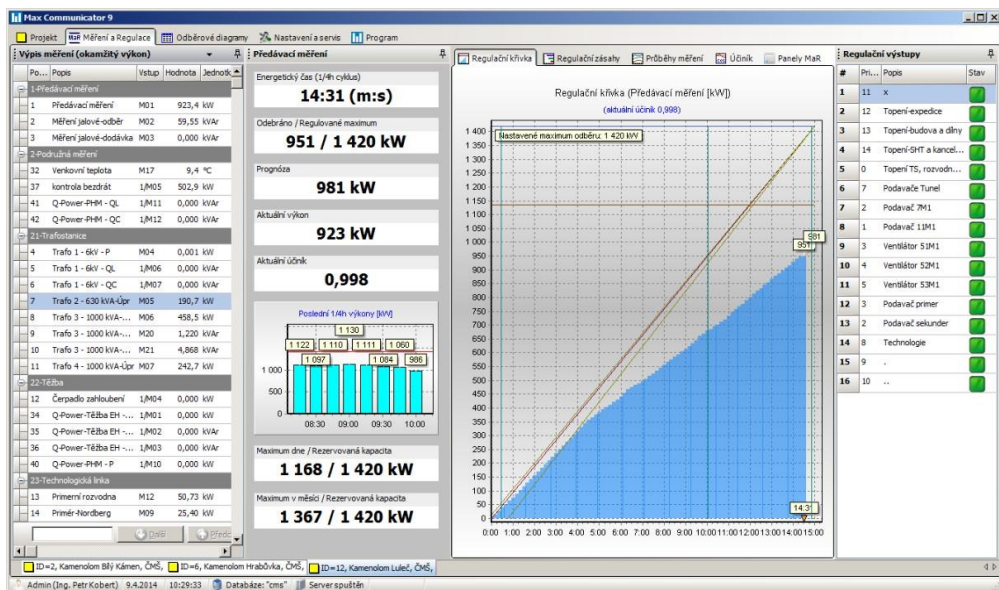 Max Communicator 9
Projekt MaR Měření a Regulace Odběrové diagramy Nastavení a servis Program
Výpis měření (okamžitý výkon)
Po... Popis Vstup Hodnota Jednotk
1-Předávací měření
1 Předávací měření M01 923,4 kW
2 Měření jalové-odběr M02 59,55 kVAr
3 Měření jalové-dodávka M03 0,000 kVAr
2-Podružná měření
32 Venkovní teplota M17 9,4 °C
37 kontrola bezdrát 1/M05 502,9 kW
41 Q-Power-PHM - QL 1/M11 0,000 kVAr
42 Q-Power-PHM - QC 1/M12 0,000 kVAr
21-Trafostanice
4 Trafo 1 - 6kV - P M04 0,001 kW
5 Trafo 1 - 6kV - QL 1/M06 0,000 kVAr
6 Trafo 1 - 6kV - QC 1/M07 0,000 kVAr
7 Trafo 2 - 630 kVA-Úpr M05 190,7 kW
8 Trafo 3 - 1000 kVA-... M06 458,5 kW
9 Trafo 3 - 1000 kVA-... M20 1,220 kVAr
10 Trafo 3 - 1000 kVA-... M21 4,868 kVAr
11 Trafo 4 - 1000 kVA-Úpr M07 242,7 kW
22-Těžba
12 Čerpadlo zahloubení 1/M04 0,000 kW
34 Q-Power-Těžba EH -... 1/M01 0,000 kW
35 Q-Power-Těžba EH -... 1/M02 0,000 kVAr
36 Q-Power-Těžba EH -... 1/M03 0,000 kVAr
40 Q-Power-PHM - P 1/M10 0,000 kW
23-Technologická linka
13 Primerní rozvodna M12 50,73 kW
14 Primér-Nordberg M09 25,40 kW
Další Předc
Předávací měření
Energetický čas (1/4h cyklus)
14:31 (m:s)
Odebráno / Regulované maximum
951 / 1 420 kW
Prognóza
981 kW
Aktuální výkon
923 kW
Aktuální účiník
0,998
Poslední 1/4h výkony [kW]
1 130
1 122 1 110 1 111 1 060
1 097 1 084 986
1 000
500
0
08:30 09:00 09:30 10:00
Maximum dne / Rezervovaná kapacita
1 168 / 1 420 kW
Maximum v měsíci / Rezervovaná kapacita
1 367 / 1 420 kW
Regulační křivka Regulační zásahy Průběhy měření Účiník Panely MaR
Regulační křivka (Předávací měření [kW])
(aktuální účiník 0,998)
Nastavené maximum odběru: 1 420 kW
1 400
1 350
1 300
1 250
1 200
1 150
1 100
1 050
1 000
950
900
850
800
750
700
650
600
550
500
450
400
350
300
250
200
150
100
50
0
981
951
14:31
0:00 1:00 2:00 3:00 4:00 5:00 6:00 7:00 8:00 9:00 10:00 11:00 12:00 13:00 14:00 15:00
Regulační výstupy
# Pri... Popis Stav
1 11 x
2 12 Topení-expedice
3 13 Topení-budova a dílny
4 14 Topení-SHT a kancel...
5 0 Topení TS, rozvodn...
6 7 Podavače Tunel
7 2 Podavač 7M1
8 1 Podavač 11M1
9 3 Ventilátor 51M1
10 4 Ventilátor 52M1
11 5 Ventilátor 53M1
12 3 Podavač primer
13 2 Podavač sekunder
14 8 Technologie
15 9 .
16 10 ..
ID=2, Kamenolom Bílý Kámen, ČMŠ, ID=6, Kamenolom Hrabůvka, ČMŠ, ID=12, Kamenolom Luleč, ČMŠ,
Admin (Ing. Petr Kobert) 9.4.2014 10:29:33 Databáze: "cms" Server spuštěn